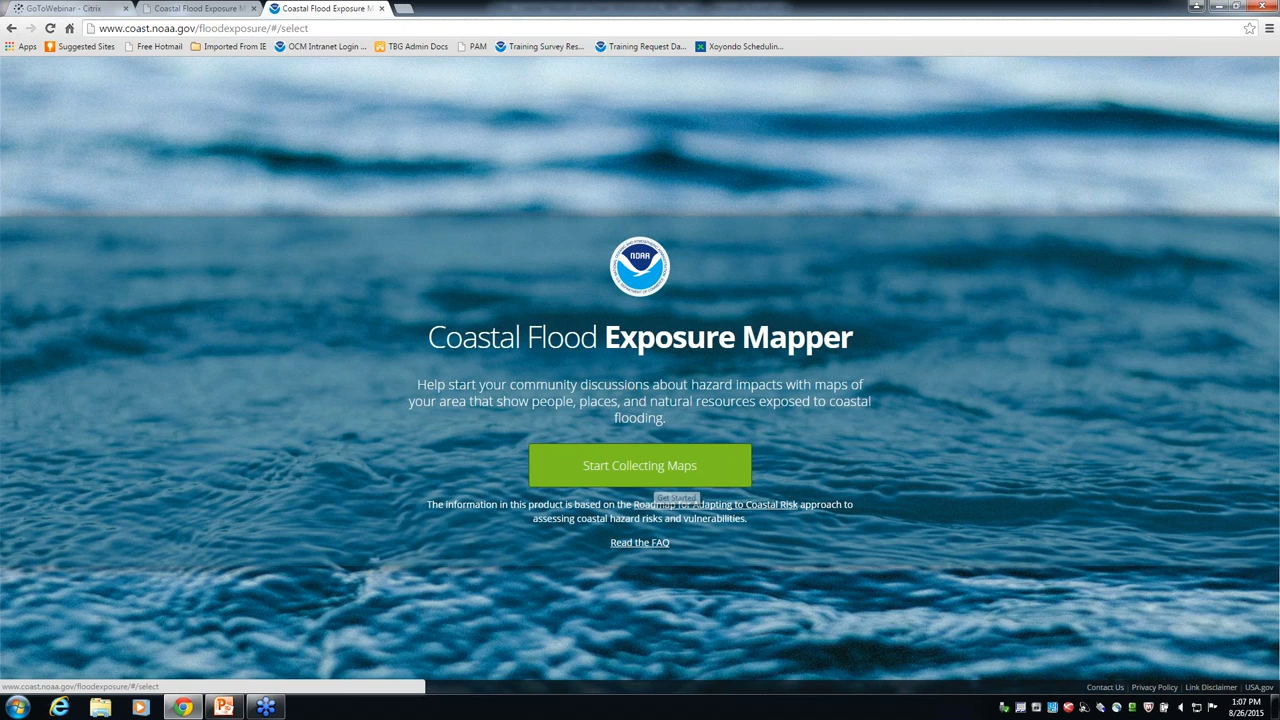 GoToWebinar - Citrix
Coastal Flood Exposure M
Coastal Flood Exposure M
www.coast.noaa.gov/floodexposure/#/select
Apps
Suggested Sites
Free Hotmail
Imported From IE
OCM Intranet Login ...
TBG Admin Docs
PAM
Training Survey Res...
Training Request Da...
Xoyondo Schedulin...
NOAA
Coastal Flood Exposure Mapper
Help start your community discussions about hazard impacts with maps of
your area that show people, places, and natural resources exposed to coastal
flooding.
Start Collecting Maps
Get Started
The information in this product is based on the Roadmap for Adapting to Coastal Risk approach to
assessing coastal hazard risks and vulnerabilities.
Read the FAQ
www.coast.noaa.gov/floodexposure/#/select
Contact Us | Privacy Policy | Link Disclaimer | USA.gov
1:07 PM
8/26/2015